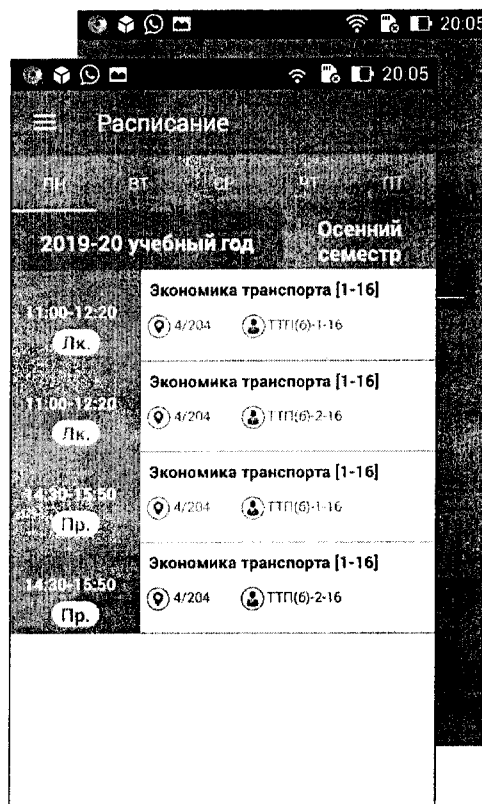 20:05
20 05
Расписание
ПН ВТ СР ЧТ ПТ
2019-20 учебный год
Осенний
семестр
Экономика транспорта [1-16]
11:00-12:20
4/204 ТТП(б)-1-16
Лк.
Экономика транспорта [1-16]
11:00-12:20
4/204 ТТП(б)-2-16
Лк.
Экономика транспорта [1-16]
14:30-15:50
4/204 ТТП(б)-1-16
Пр.
Экономика транспорта [1-16]
14:30-15:50
4/204 ТТП(б)-2-16
Пр.